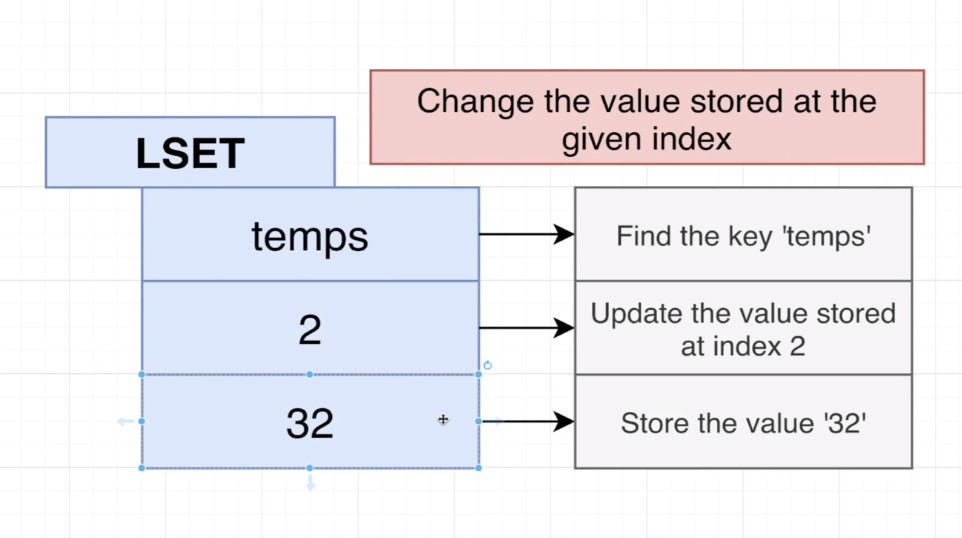 Change the value stored at the
given index
LSET
temps
Find the key 'temps'
2
Update the value stored
at index 2
32
Store the value '32'